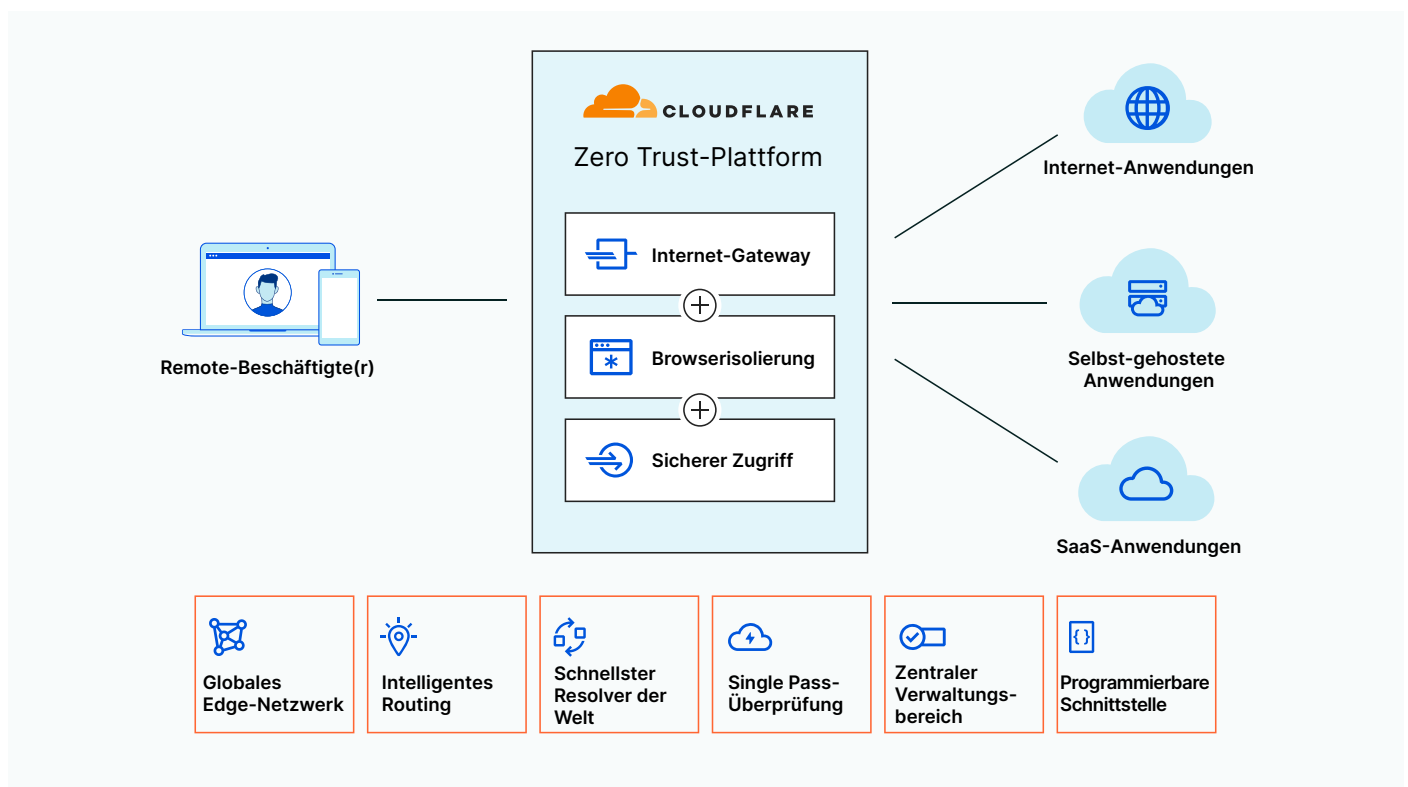 CLOUDFLARE
Zero Trust-Plattform
Internet-Gateway
Browserisolierung
Sicherer Zugriff
Remote-Beschäftigte(r)
Internet-Anwendungen
Selbst-gehostete
Anwendungen
SaaS-Anwendungen
Globales
Edge-Netzwerk
Intelligentes
Routing
Schnellster
Resolver der
Welt
Single Pass-
Überprüfung
Zentraler
Verwaltungs-
bereich
Programmierbare
Schnittstelle